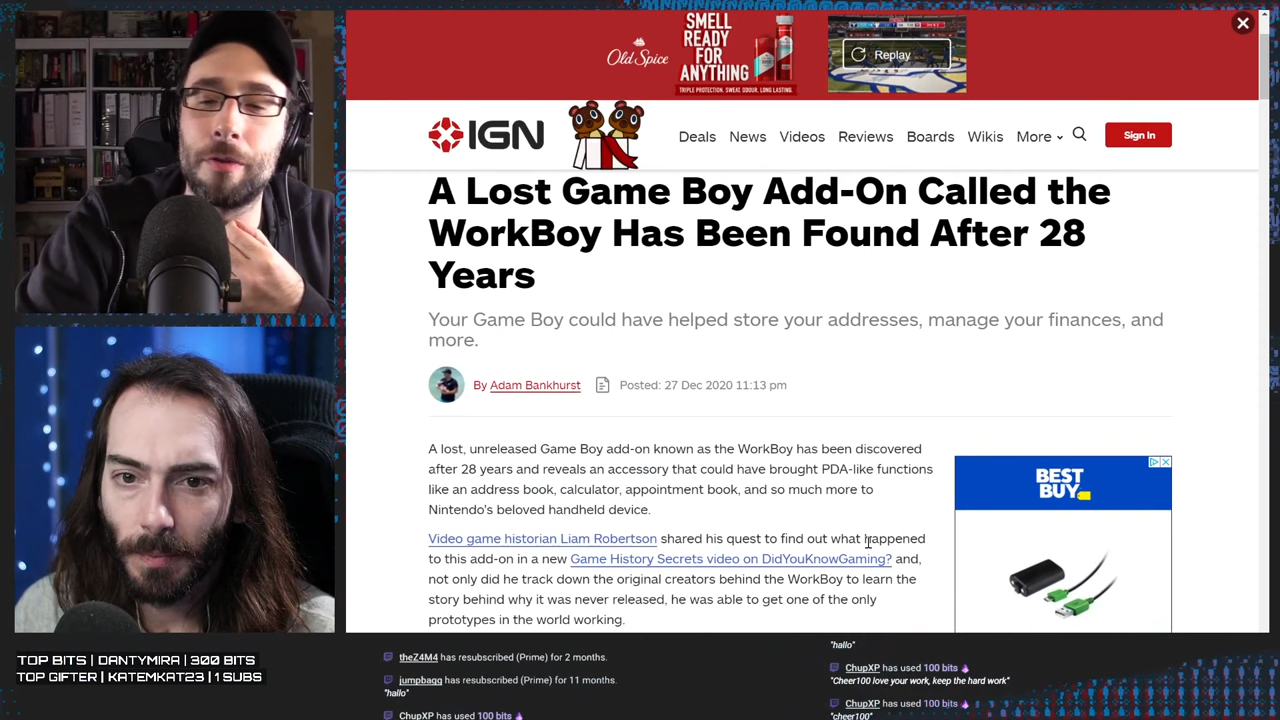 Old Spice
SMELL
READY
FOR
ANYTHING
TRIPLE PROTECTION. SWEAT. ODOUR. LONG LASTING.
Replay
IGN
Deals News Videos Reviews Boards Wikis More
Sign In
A Lost Game Boy Add-On Called the
WorkBoy Has Been Found After 28
Years
Your Game Boy could have helped store your addresses, manage your finances, and
more.
By Adam Bankhurst Posted: 27 Dec 2020 11:13 pm
A lost, unreleased Game Boy add-on known as the WorkBoy has been discovered
after 28 years and reveals an accessory that could have brought PDA-like functions
like an address book, calculator, appointment book, and so much more to
Nintendo's beloved handheld device.
Video game historian Liam Robertson shared his quest to find out what happened
to this add-on in a new Game History Secrets video on DidYouKnowGaming? and,
not only did he track down the original creators behind the WorkBoy to learn the
story behind why it was never released, he was able to get one of the only
prototypes in the world working.
BEST
BUY
TOP BITS | DANTYMIRA | 300 BITS
TOP GIFTER | KATEMKAT23 | 1 SUBS
theZ4M4 has resubscribed (Prime) for 2 months.
jumpbagq has resubscribed (Prime) for 11 months.
"hallo"
ChupXP has used 100 bits
"hallo"
ChupXP has used 100 bits
"Cheer100 love your work, keep the hard work"
ChupXP has used 100 bits
"cheer100"